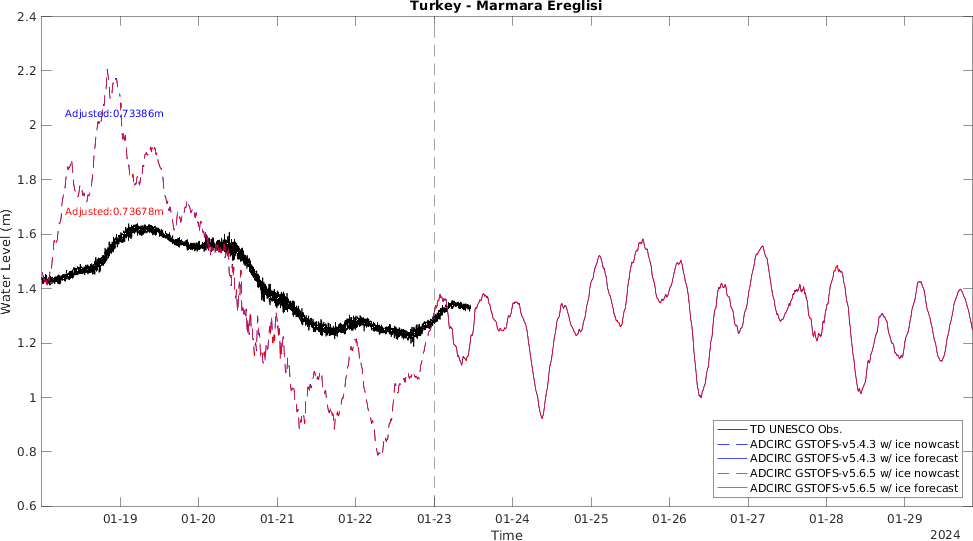 Turkey - Marmara Ereglisi
2.4
2.2
2
1.8
1.6
1.4
1.2
1
0.8
0.6
Water Level (m)
Adjusted:0.73386m
Adjusted:0.73678m
TD UNESCO Obs.
ADCIRC GSTOFS-v5.4.3 w/ ice nowcast
ADCIRC GSTOFS-v5.4.3 w/ ice forecast
ADCIRC GSTOFS-v5.6.5 w/ ice nowcast
ADCIRC GSTOFS-v5.6.5 w/ ice forecast
01-19 01-20 01-21 01-22 01-23 01-24 01-25 01-26 01-27 01-28 01-29
Time
2024